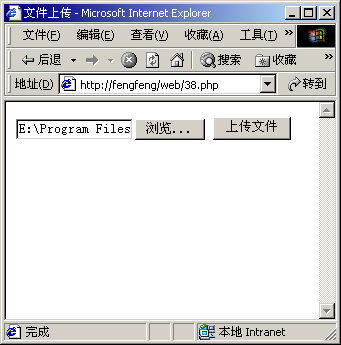 文件上传 - Microsoft Internet Explorer
文件(F) 编辑(E) 查看(V) 收藏(A) 工具(T) »
后退 搜索 收藏 »
地址(D) http://fengfeng/web/38.php 转到
E:\Program Files 浏览... 上传文件
完成 本地 Intranet